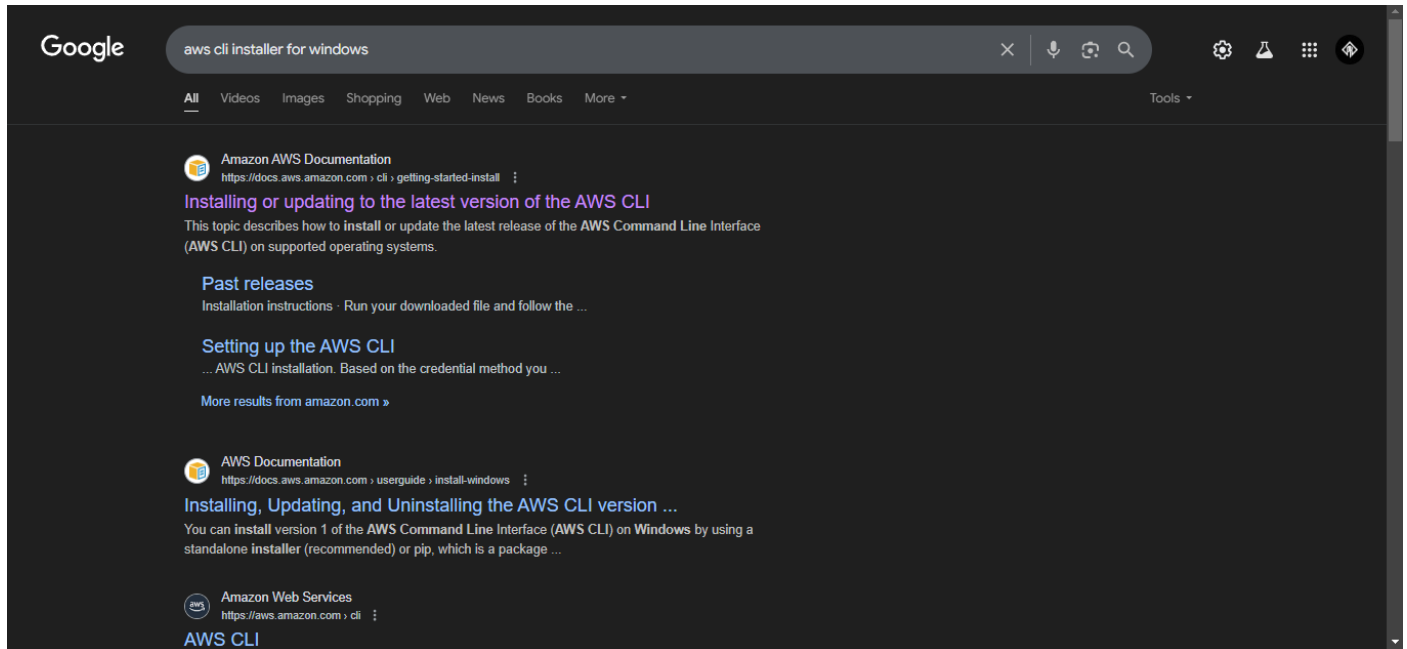 Google
aws cli installer for windows
All Videos Images Shopping Web News Books More Tools
Amazon AWS Documentation
https://docs.aws.amazon.com › cli › getting-started-install
Installing or updating to the latest version of the AWS CLI
This topic describes how to install or update the latest release of the AWS Command Line Interface
(AWS CLI) on supported operating systems.
Past releases
Installation instructions · Run your downloaded file and follow the ...
Setting up the AWS CLI
... AWS CLI installation. Based on the credential method you ...
More results from amazon.com »
AWS Documentation
https://docs.aws.amazon.com › userguide › install-windows
Installing, Updating, and Uninstalling the AWS CLI version ...
You can install version 1 of the AWS Command Line Interface (AWS CLI) on Windows by using a
standalone installer (recommended) or pip, which is a package ...
aws
Amazon Web Services
https://aws.amazon.com › cli
AWS CLI